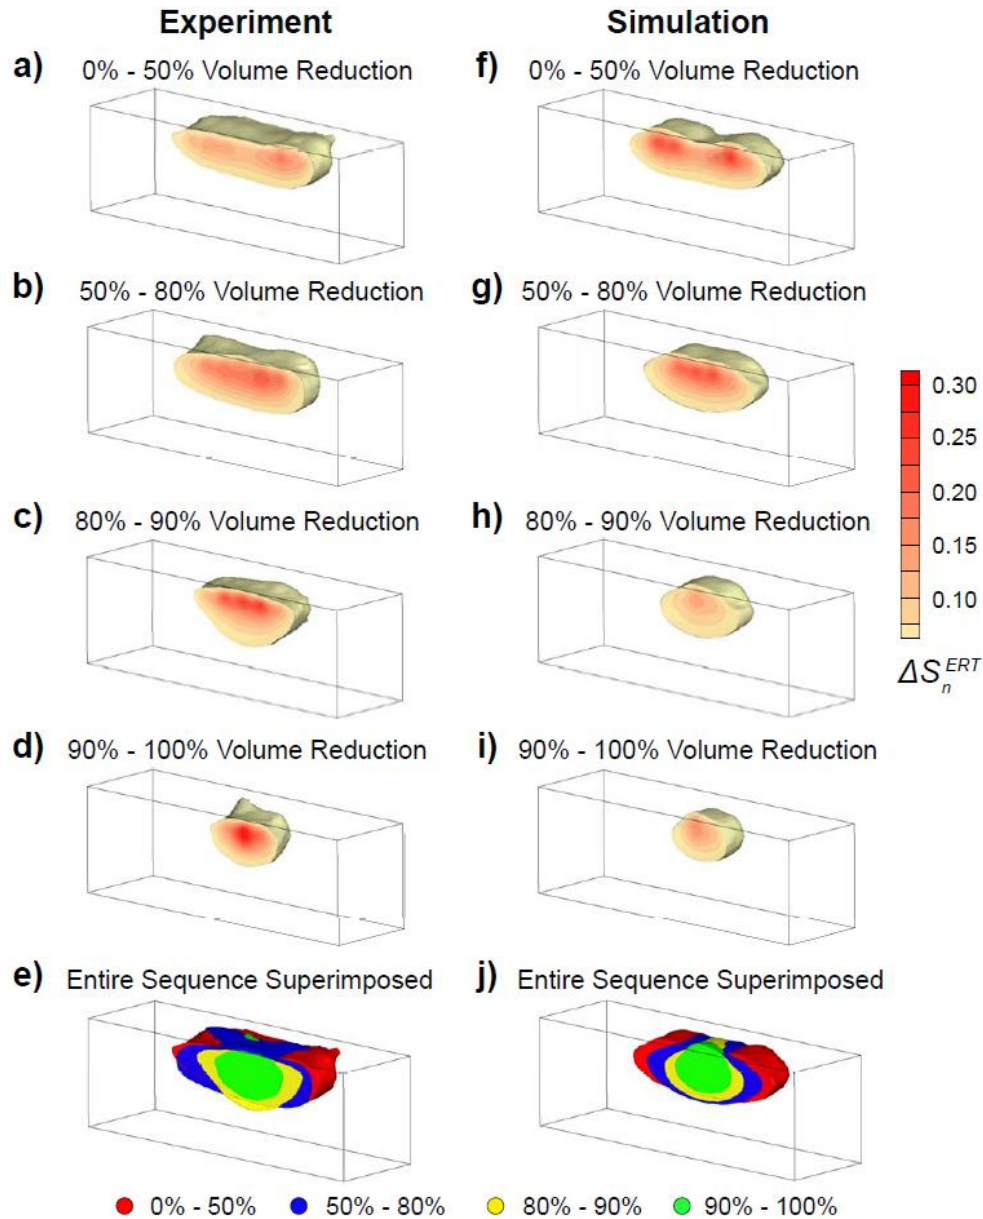 Experiment
Simulation
a) 0% - 50% Volume Reduction
f) 0% - 50% Volume Reduction
b) 50% - 80% Volume Reduction
g) 50% - 80% Volume Reduction
c) 80% - 90% Volume Reduction
h) 80% - 90% Volume Reduction
d) 90% - 100% Volume Reduction
i) 90% - 100% Volume Reduction
e) Entire Sequence Superimposed
j) Entire Sequence Superimposed
0.30
0.25
0.20
0.15
0.10
ΔS_n^ERT
0% - 50% 50% - 80% 80% - 90% 90% - 100%